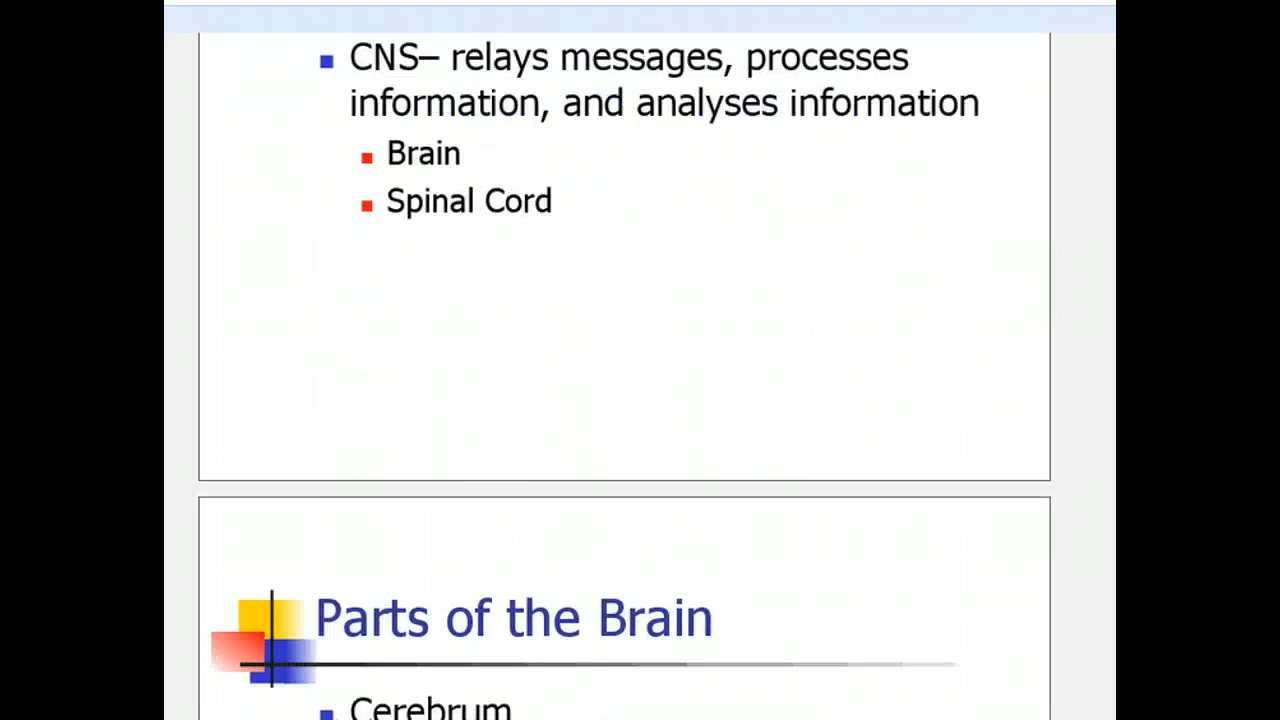 CNS– relays messages, processes
information, and analyses information
Brain
Spinal Cord
Parts of the Brain
Cerebrum